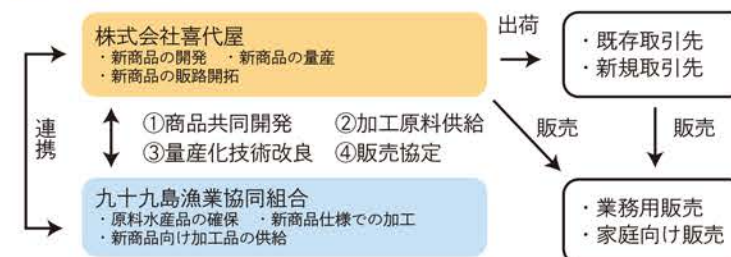 連携
株式会社喜代屋
・新商品の開発　・新商品の量産
・新商品の販路開拓
①商品共同開発　②加工原料供給
③量産化技術改良　④販売協定
九十九島漁業協同組合
・原料水産品の確保　・新商品仕様での加工
・新商品向け加工品の供給
出荷
・既存取引先
・新規取引先
販売
販売
・業務用販売
・家庭向け販売